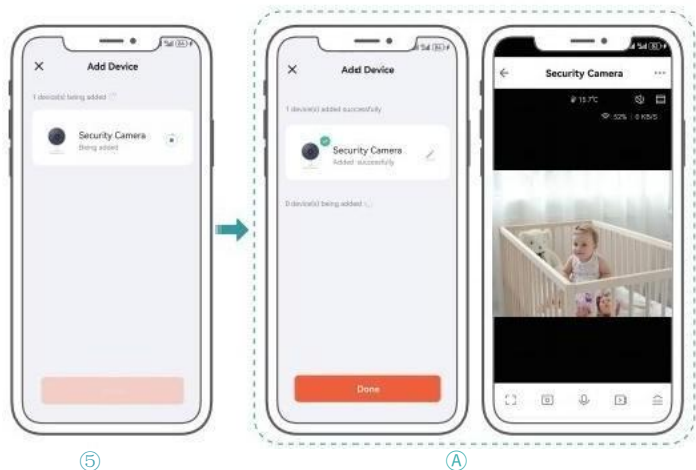 Add Device
1 device(s) being added
Security Camera
Being added
⑤
Add Device
1 device(s) added successfully
Security Camera
Added successfully
0 device(s) being added
Done
Security Camera
15.7°C
52% 0 KB/S
Ⓐ